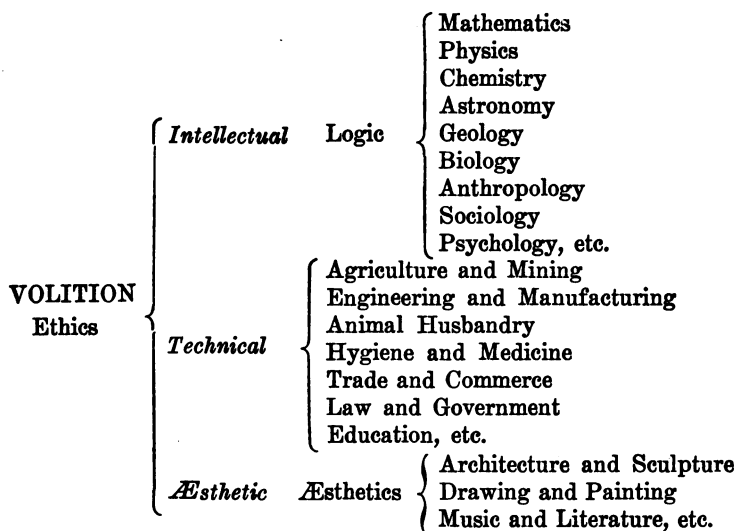 VOLITION
Ethics
Intellectual Logic
Mathematics
Physics
Chemistry
Astronomy
Geology
Biology
Anthropology
Sociology
Psychology, etc.
Technical
Agriculture and Mining
Engineering and Manufacturing
Animal Husbandry
Hygiene and Medicine
Trade and Commerce
Law and Government
Education, etc.
Æsthetic Æsthetics
Architecture and Sculpture
Drawing and Painting
Music and Literature, etc.